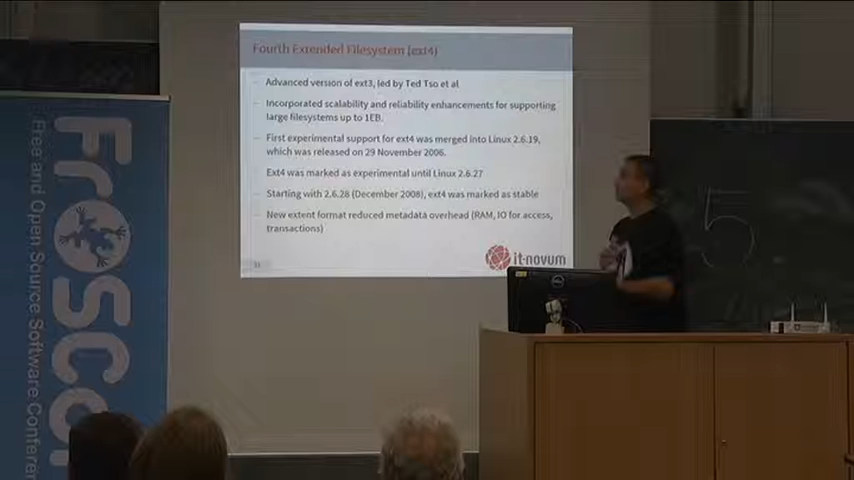 Fourth Extended Filesystem (ext4)
Advanced version of ext3, led by Ted Tso et al
Incorporated scalability and reliability enhancements for supporting
large filesystems up to 1EB.
First experimental support for ext4 was merged into Linux 2.6.19,
which was released on 29 November 2006.
Ext4 was marked as experimental until Linux 2.6.27
Starting with 2.6.28 (December 2008), ext4 was marked as stable
New extent format reduced metadata overhead (RAM, IO for access,
transactions)
it-novum
FrOSCo
Free and Open Source Software Conferen
DELL
5